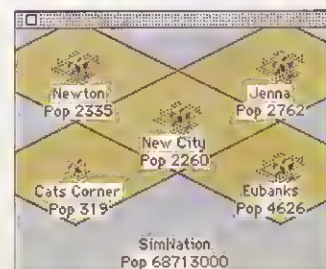 Newton
Pop 2335
Jenna
Pop 2762
New City
Pop 2260
Cats Corner
Pop 319
Eubanks
Pop 4626
SimNation
Pop 68713000